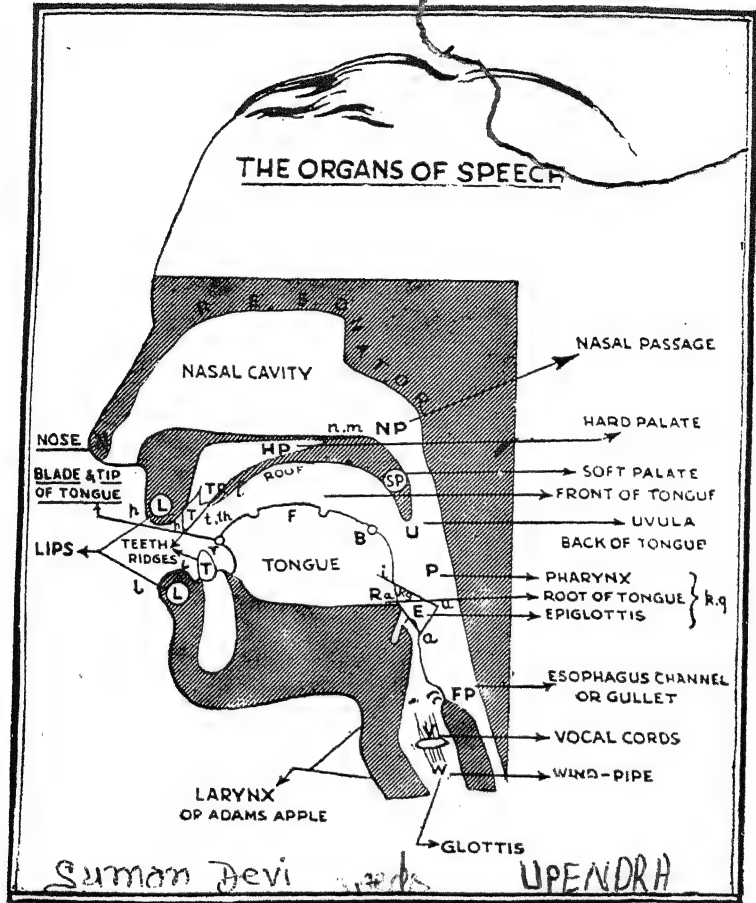 THE ORGANS OF SPEECH
RESONATOR
NASAL CAVITY
NASAL PASSAGE
n.m NP
HARD PALATE
NOSE
N
HP
ROOF
SP
SOFT PALATE
BLADE & TIP
OF TONGUE
TR
FRONT OF TONGUE
p
L
T
t.th
F
B
U
UVULA
BACK OF TONGUE
LIPS
TEETH
RIDGES
T
TONGUE
i
P
PHARYNX
L
R
a
u
ROOT OF TONGUE
k.g
E
EPIGLOTTIS
a
FP
ESOPHAGUS CHANNEL
OR GULLET
V
VOCAL CORDS
W
WIND-PIPE
LARYNX
OP ADAMS APPLE
GLOTTIS
Suman Devi
UPENDRA